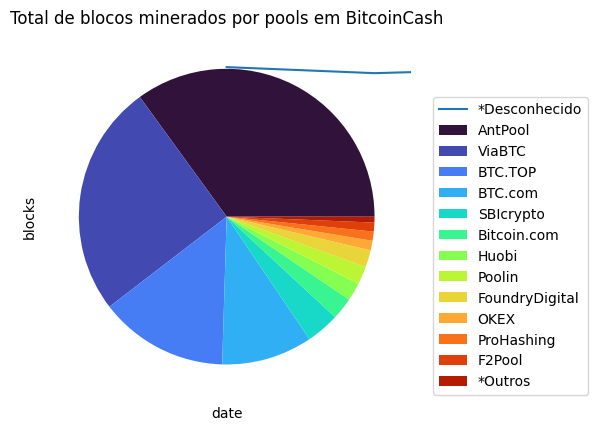 Total de blocos minerados por pools em BitcoinCash
blocks
date
*Desconhecido
AntPool
ViaBTC
BTC.TOP
BTC.com
SBIcrypto
Bitcoin.com
Huobi
Poolin
FoundryDigital
OKEX
ProHashing
F2Pool
*Outros